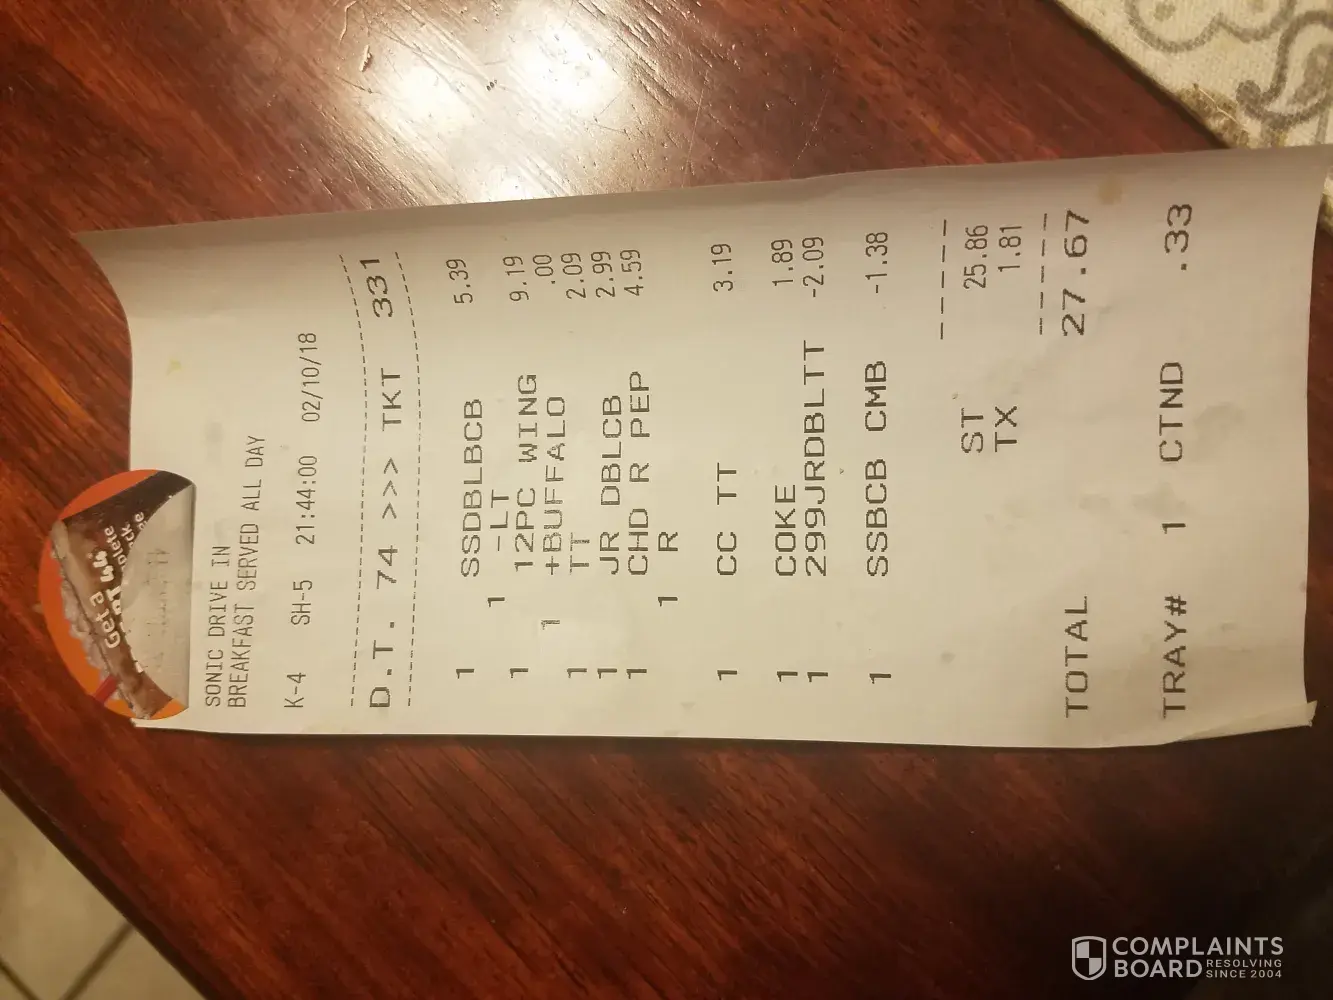 Get a
SONIC DRIVE IN
BREAKFAST SERVED ALL DAY
K-4 SH-5 21:44:00 02/10/18
D.T. 74 >>> TKT 331
1 SSDBLBCB 5.39
1 -LT
1 12PC WING 9.19
1 +BUFFALO .00
1 TT 2.09
1 JR DBLCB 2.99
1 CHD R PEP 4.59
1 R
1 CC TT 3.19
1 COKE 1.89
1 299JRDBLTT -2.09
1 SSBCB CMB -1.38
ST 25.86
TX 1.81
TOTAL 27.67
TRAY# 1 CTND .33
COMPLAINTS
BOARD RESOLVING
SINCE 2004